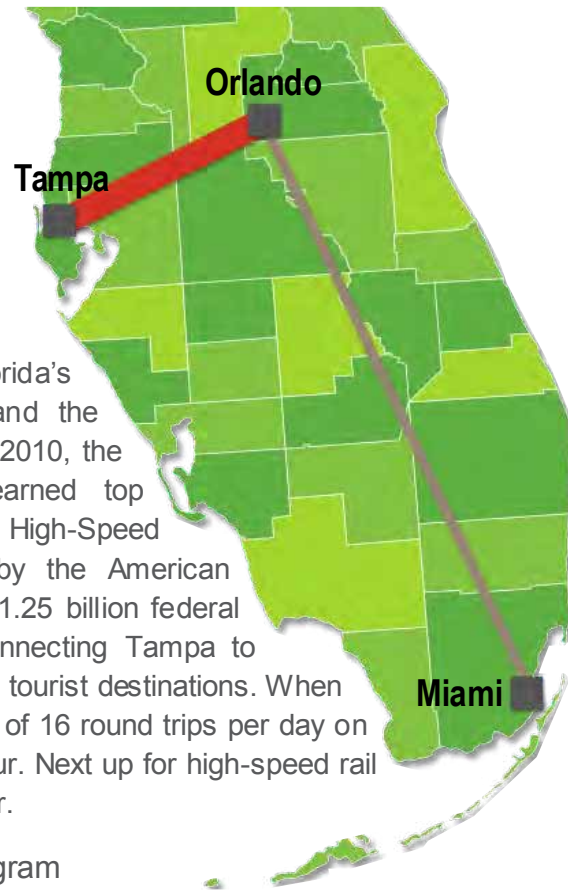 Orlando
Tampa
orida’s
and the
2010, the
earned top
High-Speed
by the American
1.25 billion federal
nnecting Tampa to
tourist destinations. When
Miami
of 16 round trips per day on
ur. Next up for high-speed rail
r.
gram